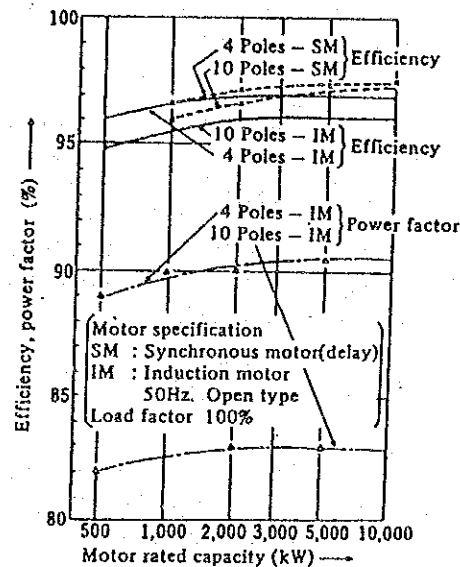 100
95
90
85
80
Efficiency, power factor (%)
4 Poles – SM
10 Poles – SM
Efficiency
10 Poles – IM
4 Poles – IM
Efficiency
4 Poles – IM
10 Poles – IM
Power factor
Motor specification
SM : Synchronous motor(delay)
IM : Induction motor
50Hz. Open type
Load factor 100%
500 1,000 2,000 3,000 5,000 10,000
Motor rated capacity (kW)